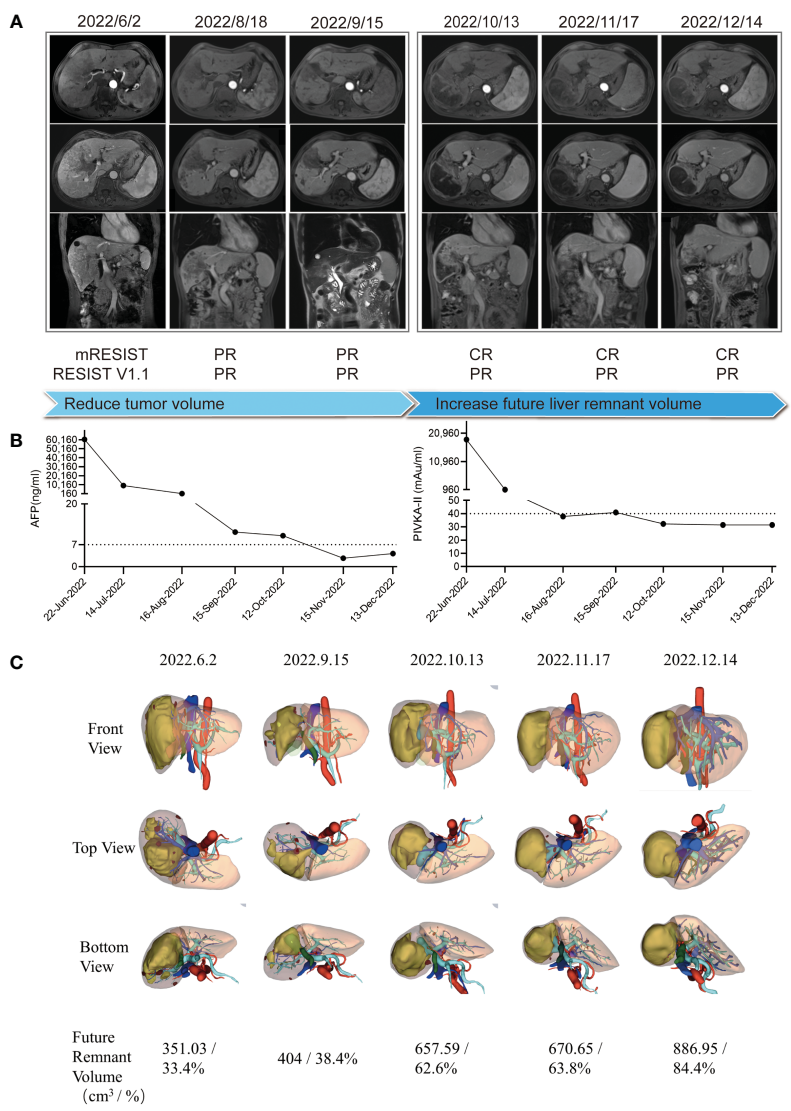 A
2022/6/2 2022/8/18 2022/9/15 2022/10/13 2022/11/17 2022/12/14
mRESIST PR PR CR CR CR
RESIST V1.1 PR PR PR PR PR
Reduce tumor volume Increase future liver remnant volume
B
AFP(ng/ml)
60,160
50,160
40,160
30,160
20,160
10,160
160
20
7
0
22-Jun-2022 14-Jul-2022 16-Aug-2022 15-Sep-2022 12-Oct-2022 15-Nov-2022 13-Dec-2022
PIVKA-II (mAu/ml)
20,960
10,960
960
50
40
30
20
10
0
22-Jun-2022 14-Jul-2022 16-Aug-2022 15-Sep-2022 12-Oct-2022 15-Nov-2022 13-Dec-2022
C
2022.6.2 2022.9.15 2022.10.13 2022.11.17 2022.12.14
Front
View
Top View
Bottom
View
Future
Remnant
Volume
(cm³ / %)
351.03 /
33.4%
404 / 38.4%
657.59 /
62.6%
670.65 /
63.8%
886.95 /
84.4%